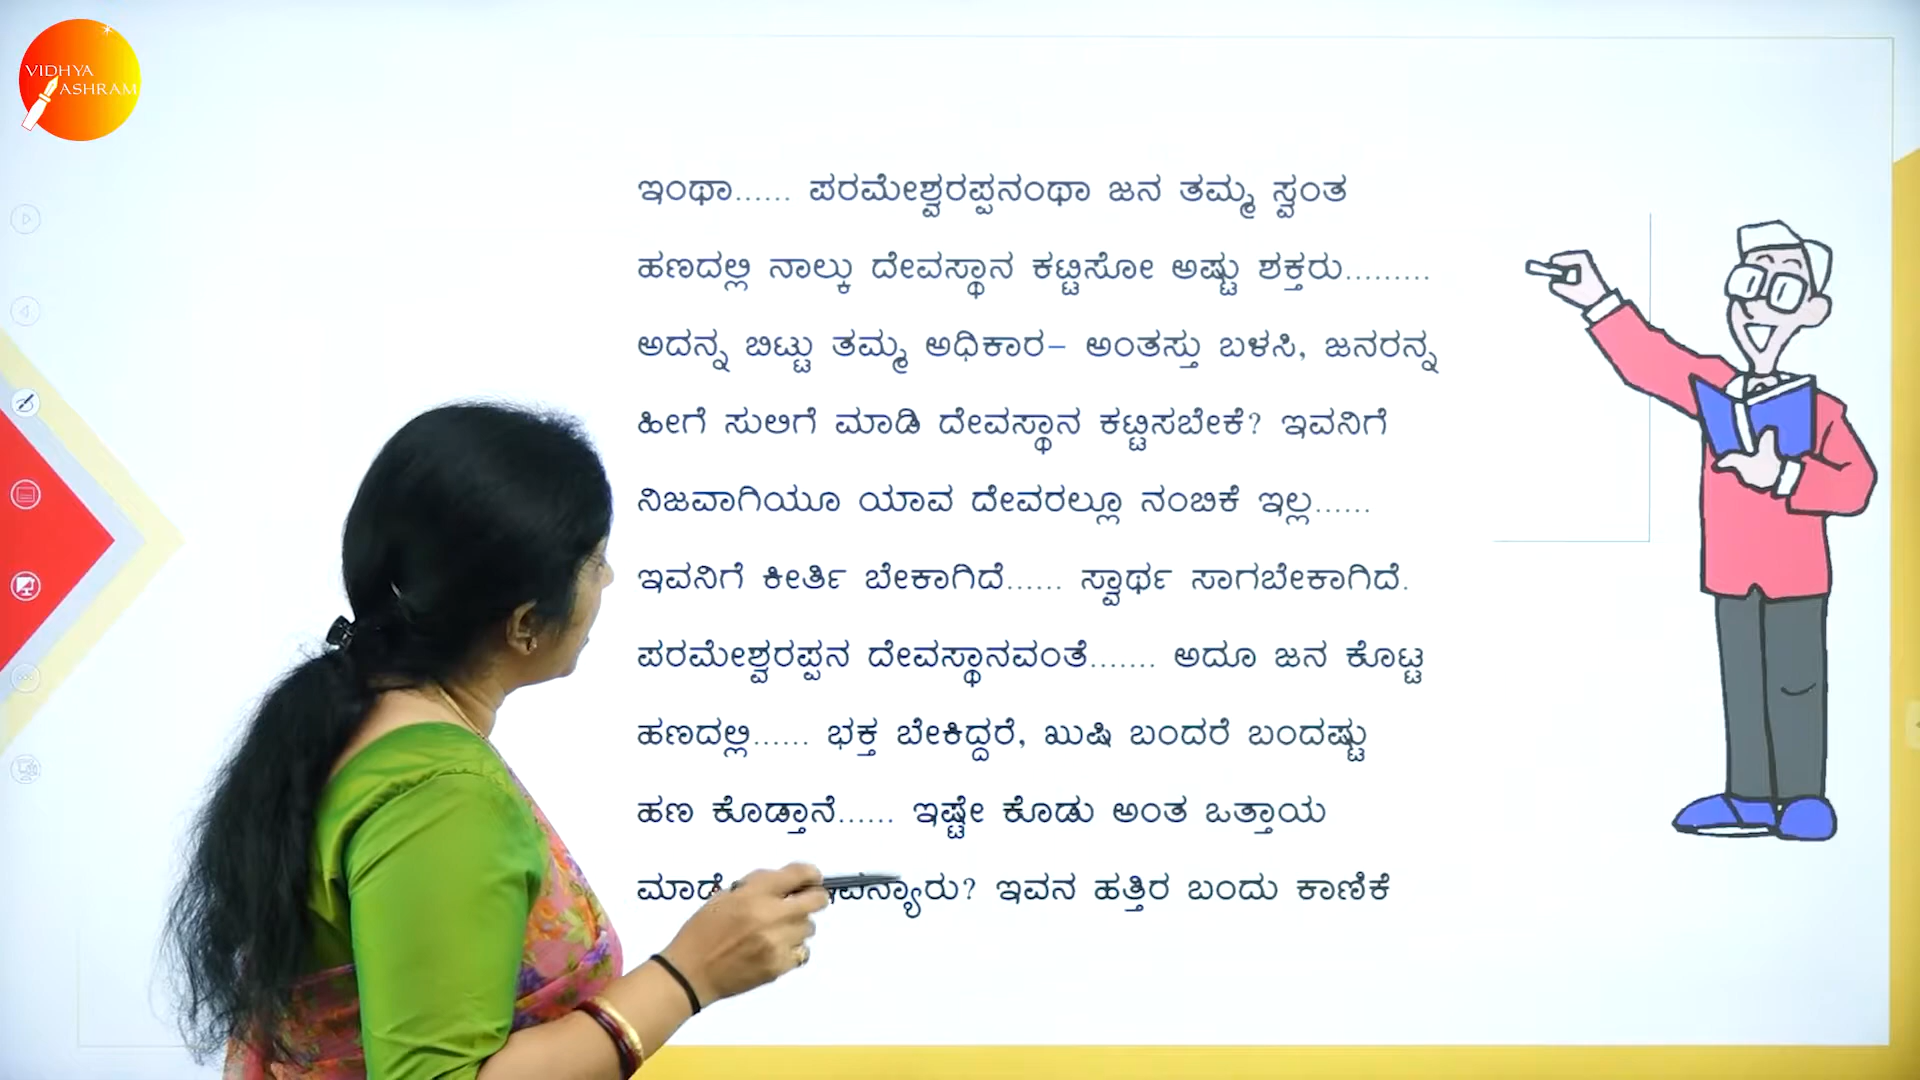 VIDHYA
ASHRAM
ಇಂಥಾ...... ಪರಮೇಶ್ವರಪ್ಪನಂಥಾ ಜನ ತಮ್ಮ ಸ್ವಂತ
ಹಣದಲ್ಲಿ ನಾಲ್ಕು ದೇವಸ್ಥಾನ ಕಟ್ಟಿಸೋ ಅಷ್ಟು ಶಕ್ತರು.........
ಅದನ್ನ ಬಿಟ್ಟು ತಮ್ಮ ಅಧಿಕಾರ– ಅಂತಸ್ತು ಬಳಸಿ, ಜನರನ್ನ
ಹೀಗೆ ಸುಲಿಗೆ ಮಾಡಿ ದೇವಸ್ಥಾನ ಕಟ್ಟಿಸಬೇಕೆ? ಇವನಿಗೆ
ನಿಜವಾಗಿಯೂ ಯಾವ ದೇವರಲ್ಲೂ ನಂಬಿಕೆ ಇಲ್ಲ......
ಇವನಿಗೆ ಕೀರ್ತಿ ಬೇಕಾಗಿದೆ...... ಸ್ವಾರ್ಥ ಸಾಗಬೇಕಾಗಿದೆ.
ಪರಮೇಶ್ವರಪ್ಪನ ದೇವಸ್ಥಾನವಂತೆ....... ಅದೂ ಜನ ಕೊಟ್ಟ
ಹಣದಲ್ಲಿ...... ಭಕ್ತ ಬೇಕಿದ್ದರೆ, ಖುಷಿ ಬಂದರೆ ಬಂದಷ್ಟು
ಹಣ ಕೊಡ್ತಾನೆ...... ಇಷ್ಟೇ ಕೊಡು ಅಂತ ಒತ್ತಾಯ
ಇವನ್ಯಾರು? ಇವನ ಹತ್ತಿರ ಬಂದು ಕಾಣಿಕೆ